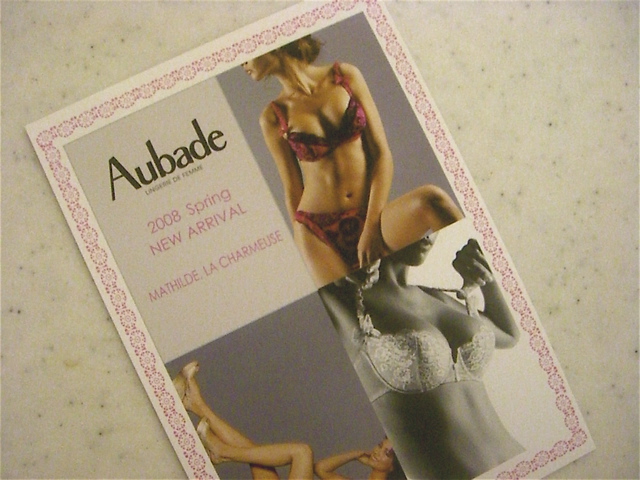 Aubade
LINGERIE DE FEMME
2008 Spring
NEW ARRIVAL
MATHILDE. LA CHARMEUSE